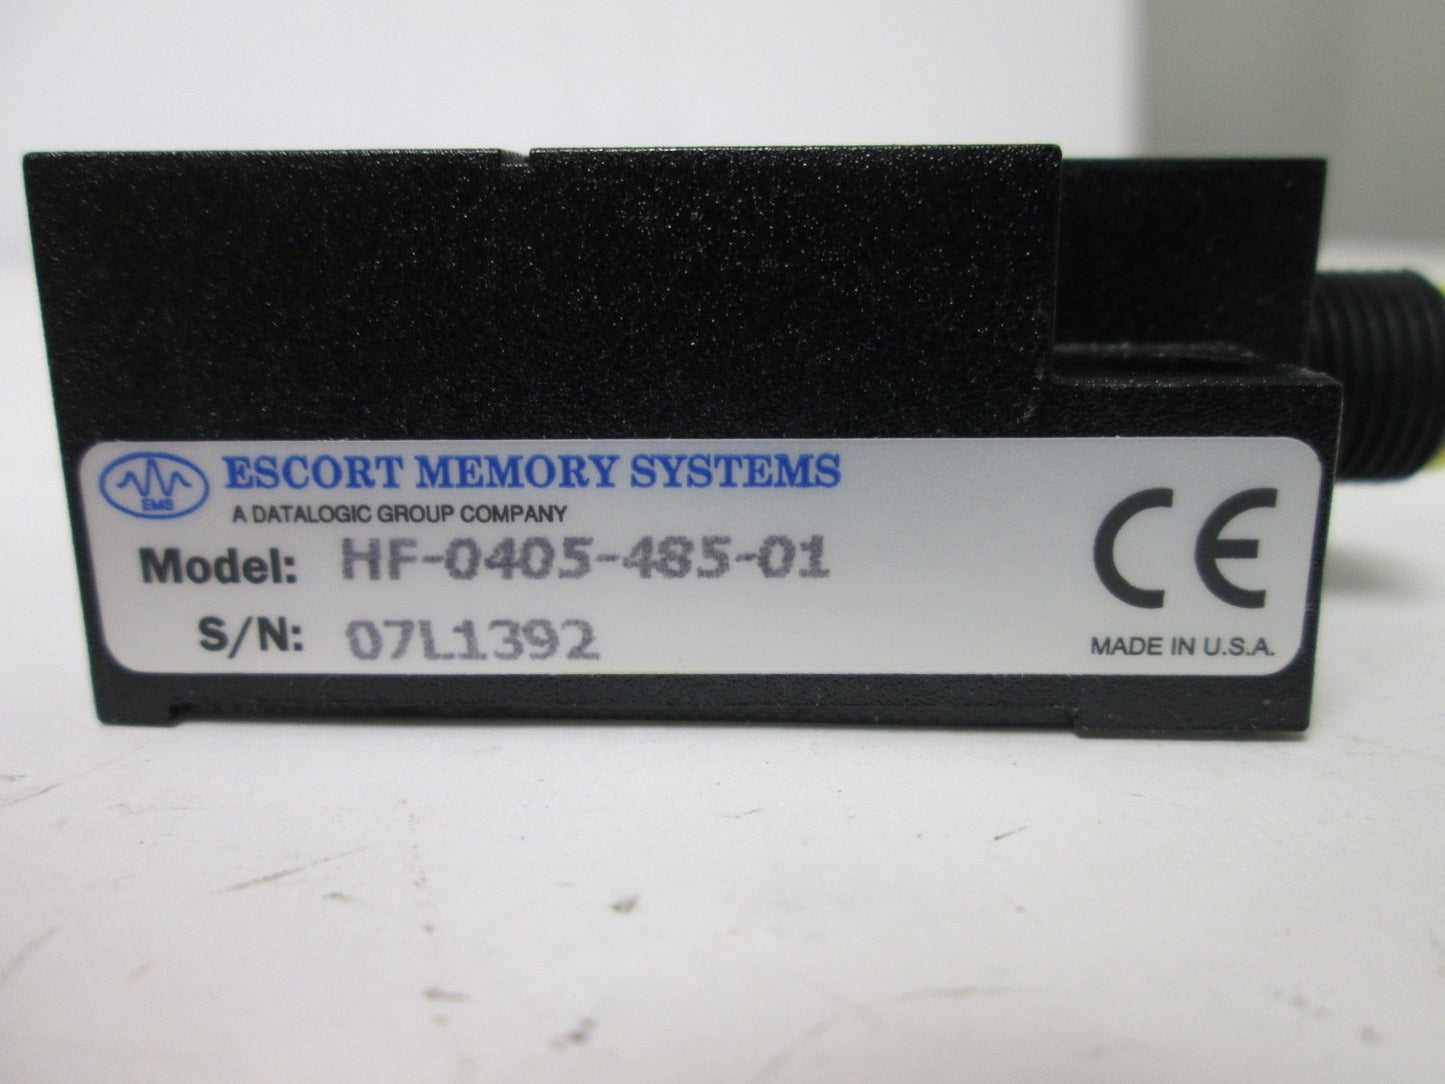 EMS
ESCORT MEMORY SYSTEMS
A DATALOGIC GROUP COMPANY
Model: HF-0405-485-01
S/N: 07L1392
CE
MADE IN U.S.A.